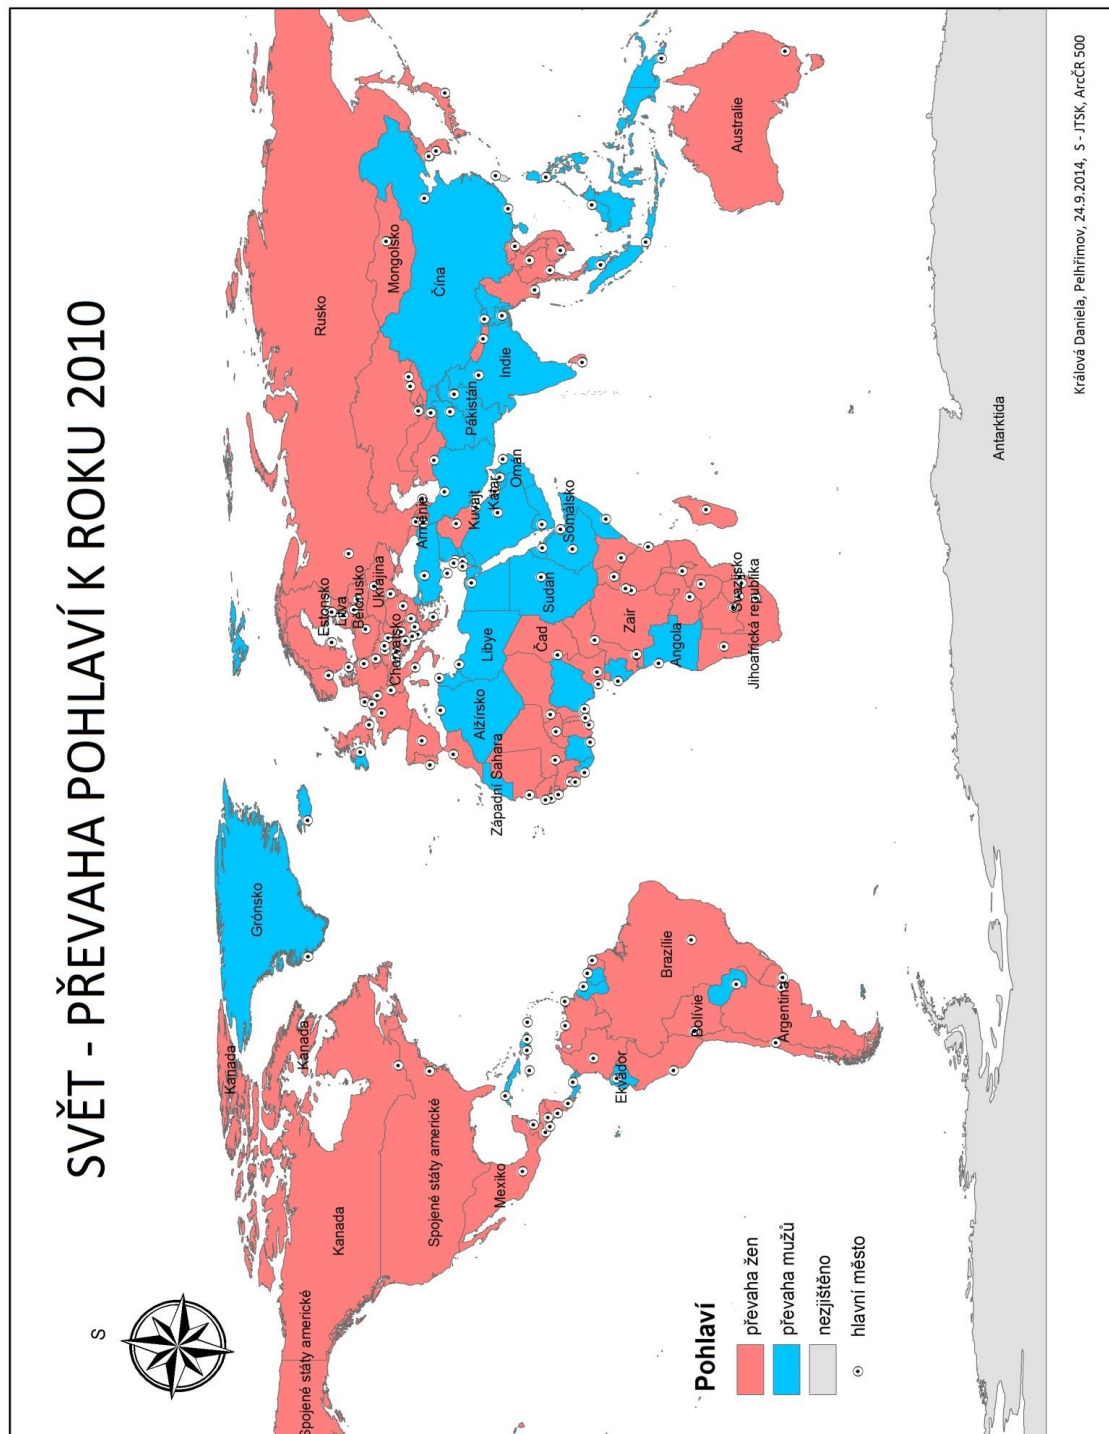 SVĚT - PŘEVAHA POHLAVÍ K ROKU 2010
S
Spojené státy americké
Kanada
Kanada
Kanada
Spojené státy americké
Mexiko
Grónsko
Ekvádor
Bolívie
Brazílie
Argentina
Rusko
Mongolsko
Čína
Indie
Pákistán
Omán
Katar
Kuvajt
Arménie
Estonsko
Litva
Bělorusko
Ukrajina
Chorvatsko
Alžírsko
Libye
Západní Sahara
Čad
Súdán
Somálsko
Zair
Angola
Svazijsko
Jihoafrická republika
Austrálie
Antarktida
Pohlaví
převaha žen
převaha mužů
nezjištěno
hlavní město
Králová Daniela, Pelhřimov, 24.9.2014, S - JTSK, ArcČR 500